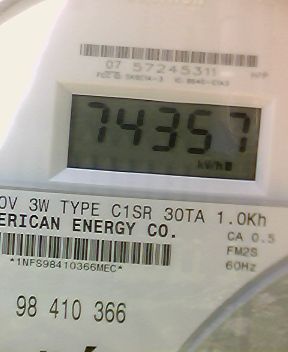 07 57245311
74357
kWh
0V 3W TYPE C1SR 30TA 1.0Kh
ERICAN ENERGY CO.
CA 0.5
FM2S
*1NFS98410366MEC*
60Hz
98 410 366